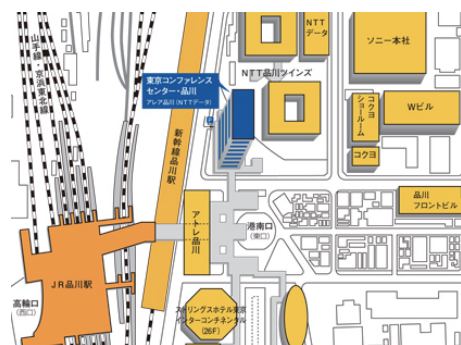 山手線・京浜東北線
NTT
データ
ソニー本社
NTT品川ツインズ
東京コンファレンス
センター・品川
アレア品川(NTTデータ)
コクヨ
ショールーム
Wビル
コクヨ
新幹線品川駅
品川
フロントビル
アトレ品川
港南口
(東口)
JR品川駅
高輪口
(西口)
ストリングスホテル東京
インターコンチネンタル
(26F)